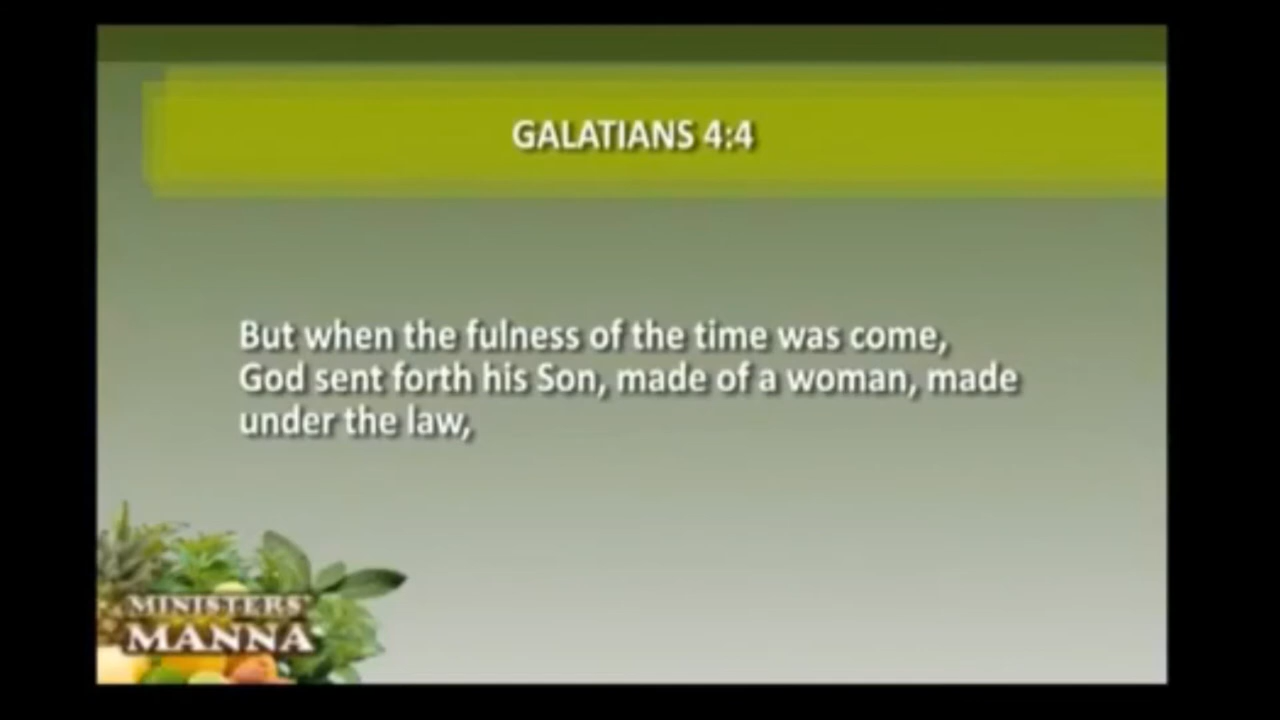 GALATIANS 4:4
But when the fulness of the time was come,
God sent forth his Son, made of a woman, made
under the law,
MINISTERS'
MANNA